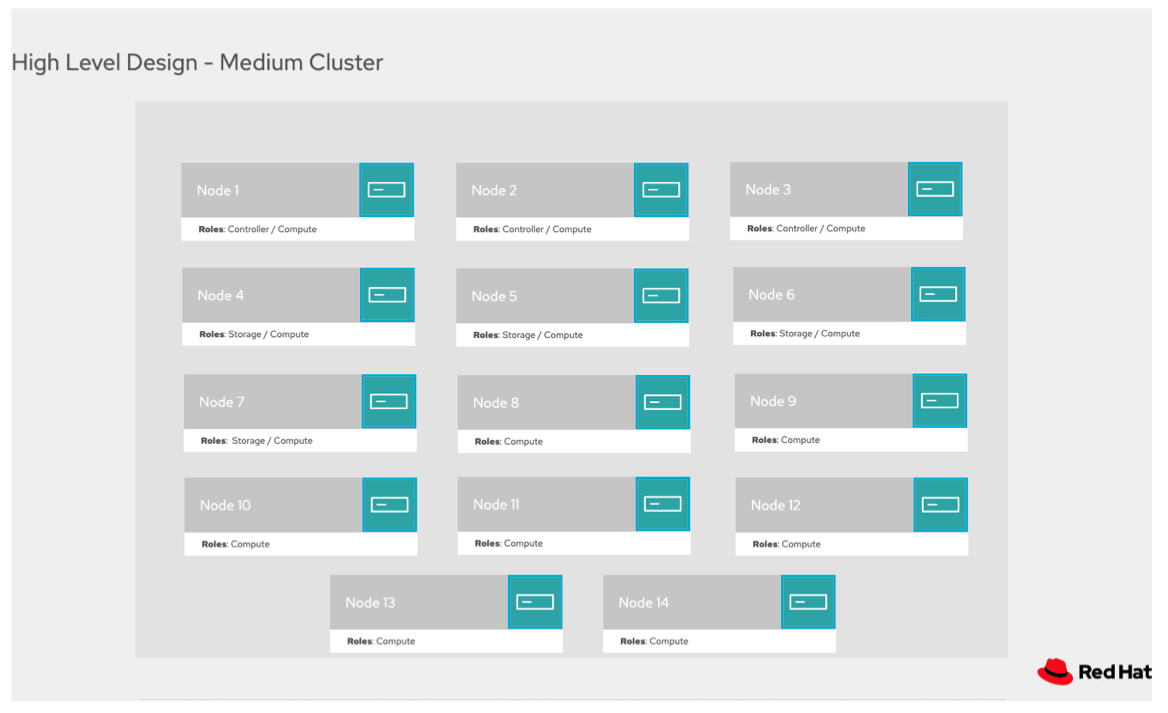 High Level Design - Medium Cluster
Node 1
Roles: Controller / Compute
Node 2
Roles: Controller / Compute
Node 3
Roles: Controller / Compute
Node 4
Roles: Storage / Compute
Node 5
Roles: Storage / Compute
Node 6
Roles: Storage / Compute
Node 7
Roles: Storage / Compute
Node 8
Roles: Compute
Node 9
Roles: Compute
Node 10
Roles: Compute
Node 11
Roles: Compute
Node 12
Roles: Compute
Node 13
Roles: Compute
Node 14
Roles: Compute
Red Hat